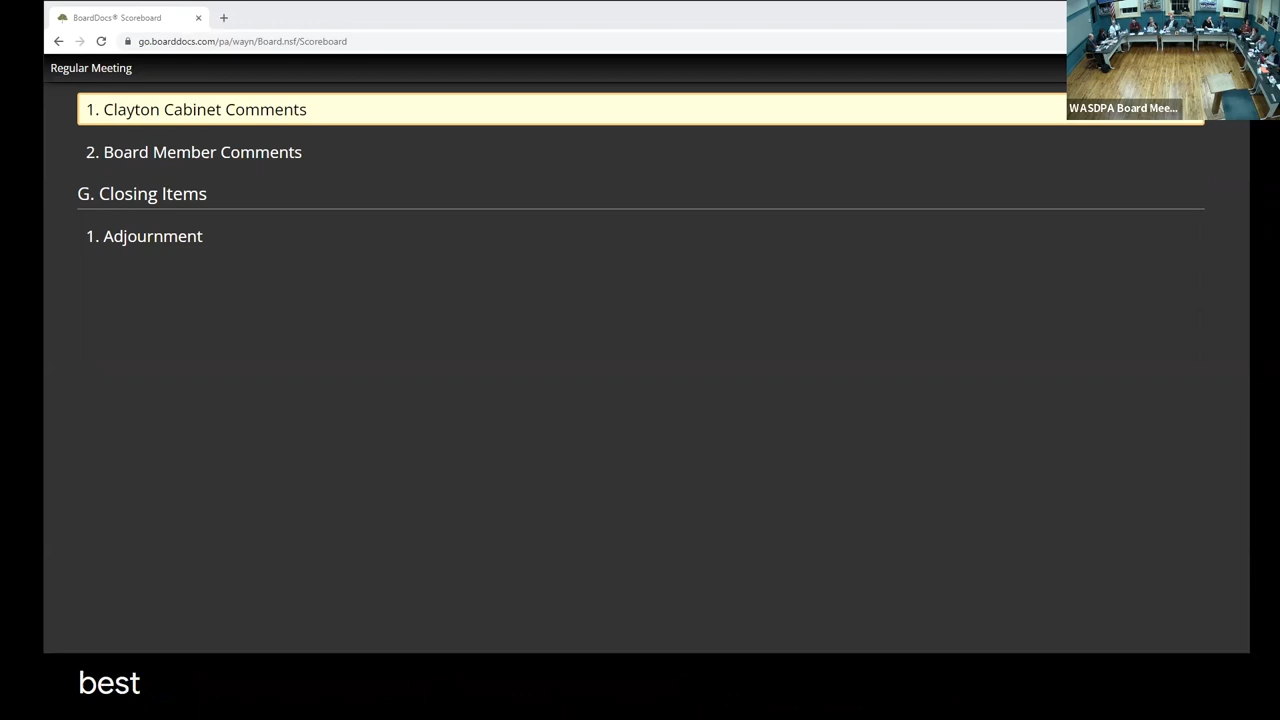 BoardDocs® Scoreboard
go.boarddocs.com/pa/wayn/Board.nsf/Scoreboard
Regular Meeting
1. Clayton Cabinet Comments
WASDPA Board Mee...
2. Board Member Comments
G. Closing Items
1. Adjournment
best